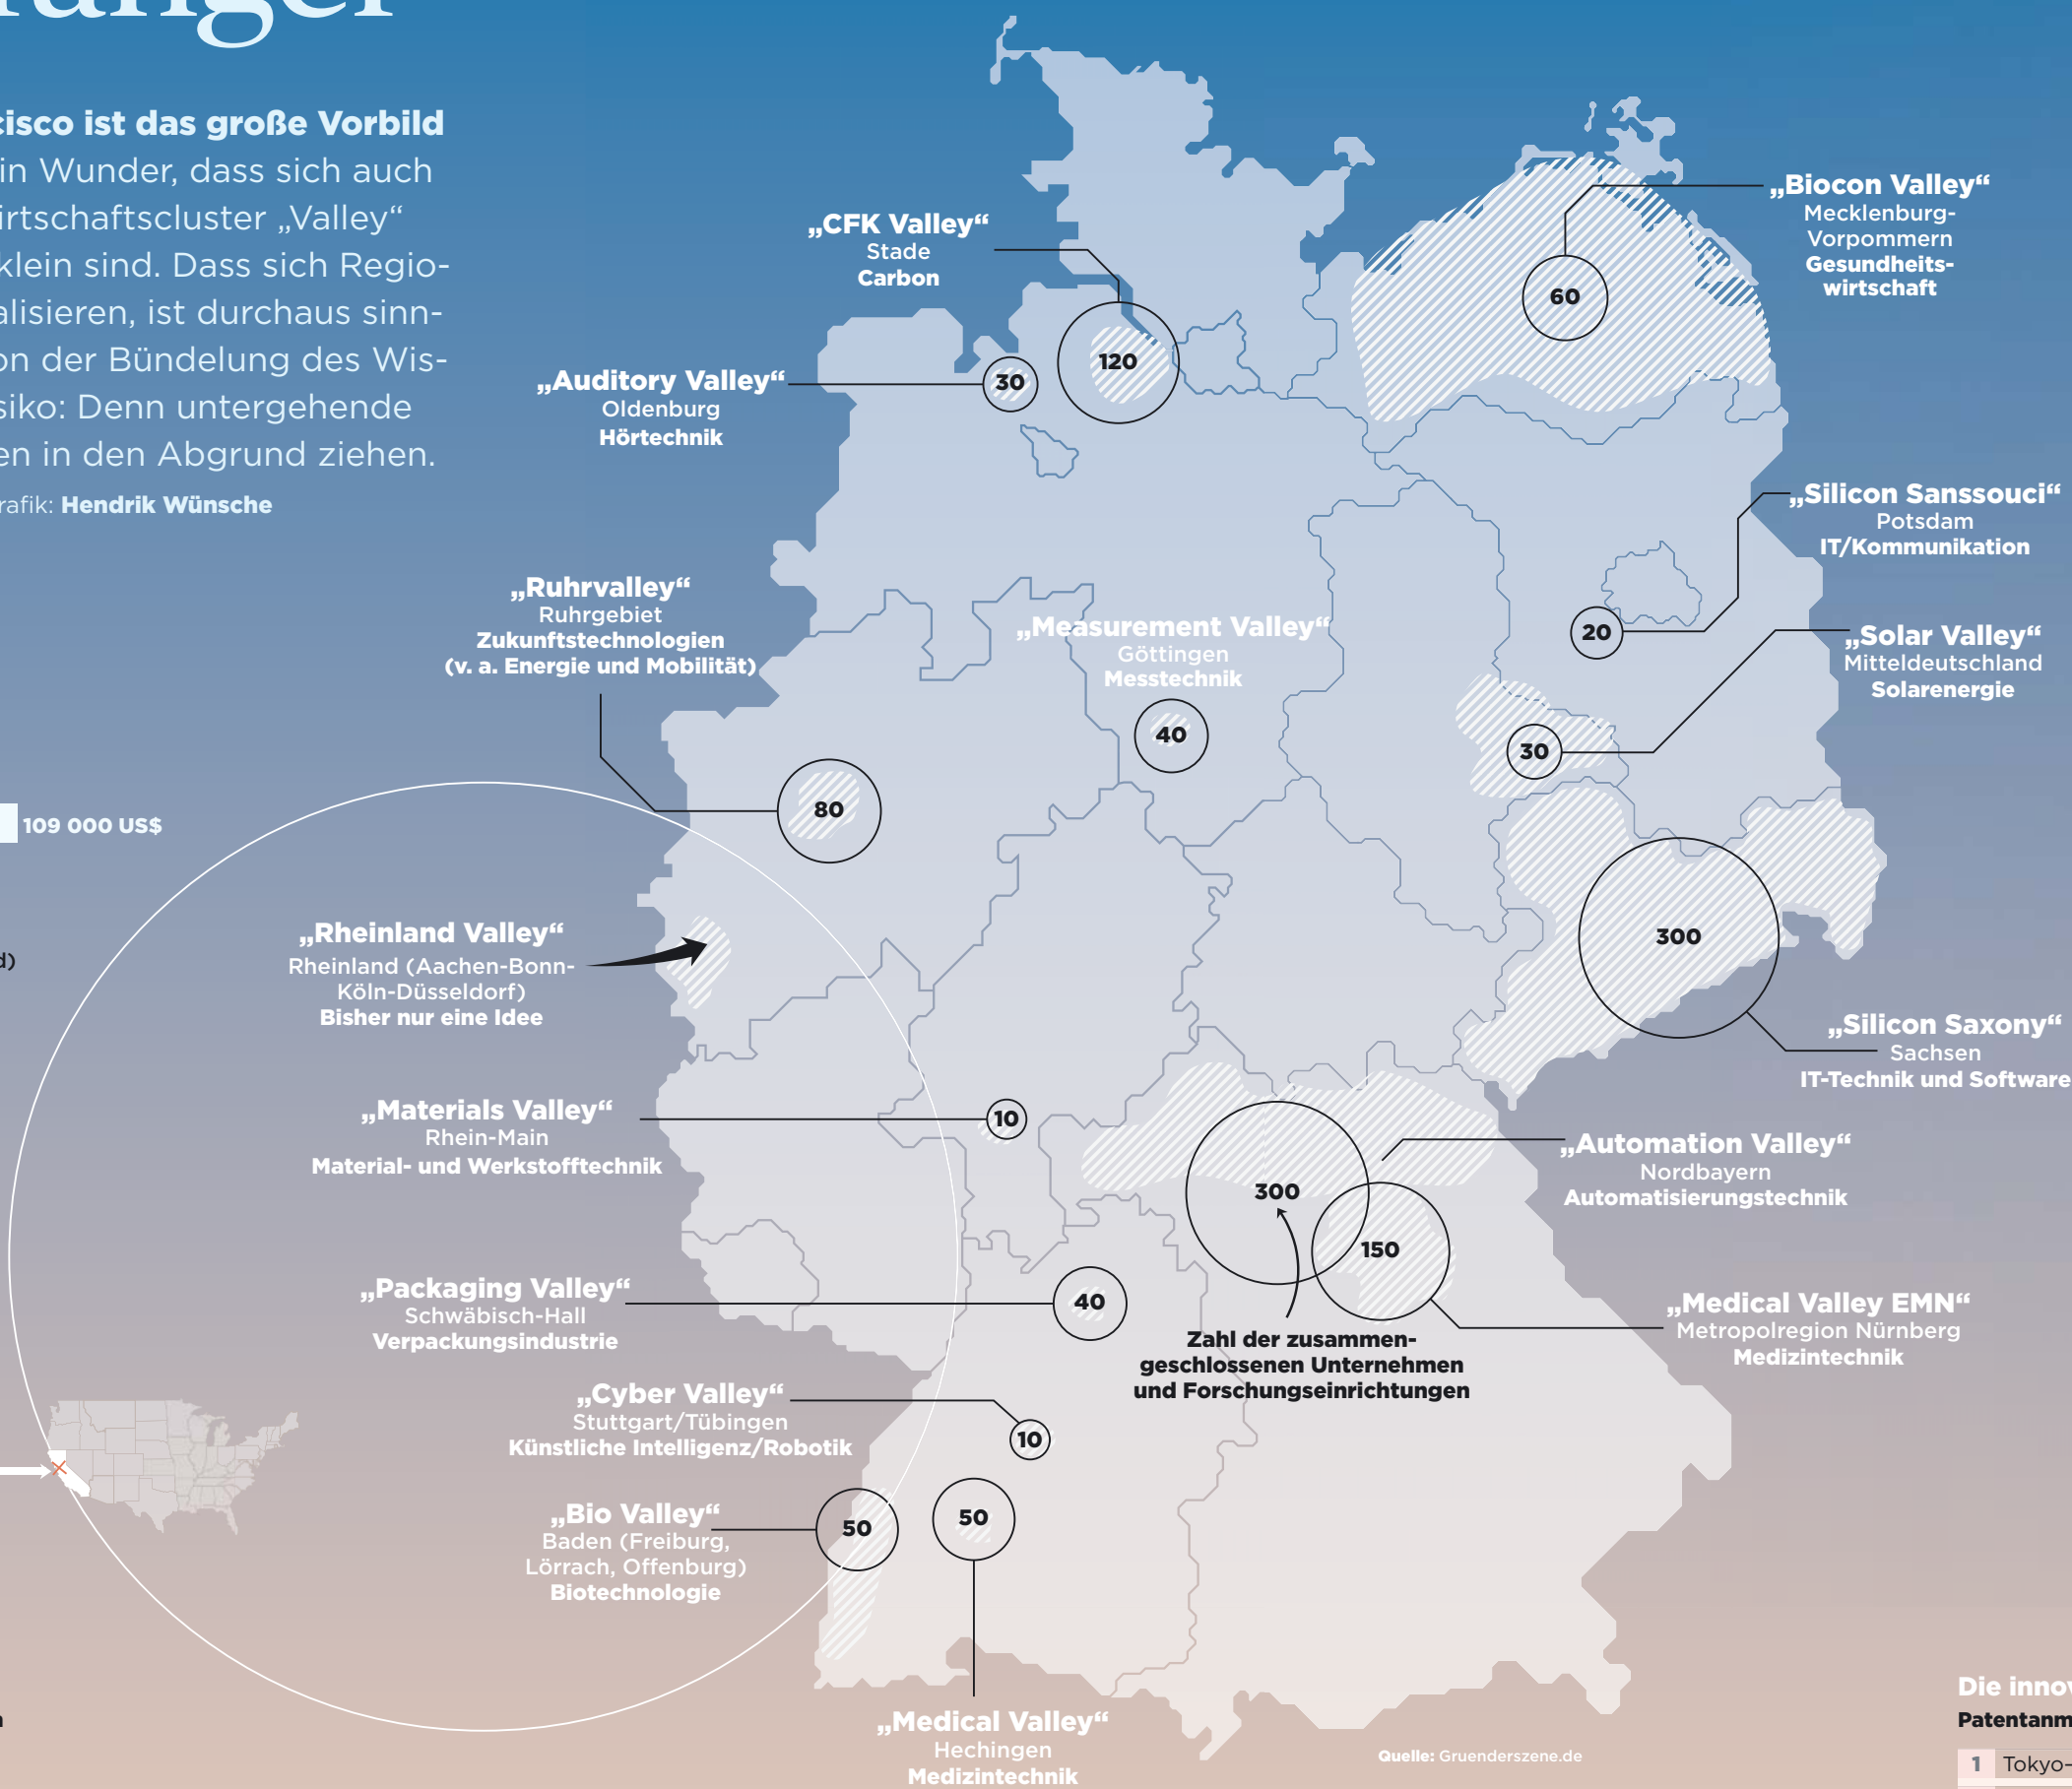 cisco ist das große Vorbild
in Wunder, dass sich auch
irtschaftscluster „Valley“
klein sind. Dass sich Regio-
alisieren, ist durchaus sinn-
on der Bündelung des Wis-
siko: Denn untergehende
en in den Abgrund ziehen.
rafik: Hendrik Wünsche
„CFK Valley“
Stade
Carbon
120
„Biocon Valley“
Mecklenburg-
Vorpommern
Gesundheits-
wirtschaft
60
„Auditory Valley“
Oldenburg
Hörtechnik
30
„Silicon Sanssouci“
Potsdam
IT/Kommunikation
20
„Ruhrvalley“
Ruhrgebiet
Zukunftstechnologien
(v. a. Energie und Mobilität)
80
„Measurement Valley“
Göttingen
Messtechnik
40
„Solar Valley“
Mitteldeutschland
Solarenergie
30
109 000 US$
d)
„Rheinland Valley“
Rheinland (Aachen-Bonn-
Köln-Düsseldorf)
Bisher nur eine Idee
300
„Silicon Saxony“
Sachsen
IT-Technik und Software
„Materials Valley“
Rhein-Main
Material- und Werkstofftechnik
10
„Automation Valley“
Nordbayern
Automatisierungstechnik
300
150
„Packaging Valley“
Schwäbisch-Hall
Verpackungsindustrie
40
Zahl der zusammen-
geschlossenen Unternehmen
und Forschungseinrichtungen
„Medical Valley EMN“
Metropolregion Nürnberg
Medizintechnik
„Cyber Valley“
Stuttgart/Tübingen
Künstliche Intelligenz/Robotik
10
„Bio Valley“
Baden (Freiburg,
Lörrach, Offenburg)
Biotechnologie
50
50
„Medical Valley“
Hechingen
Medizintechnik
Quelle: Gruenderszene.de
Die innov
Patentanm
1 Tokyo-